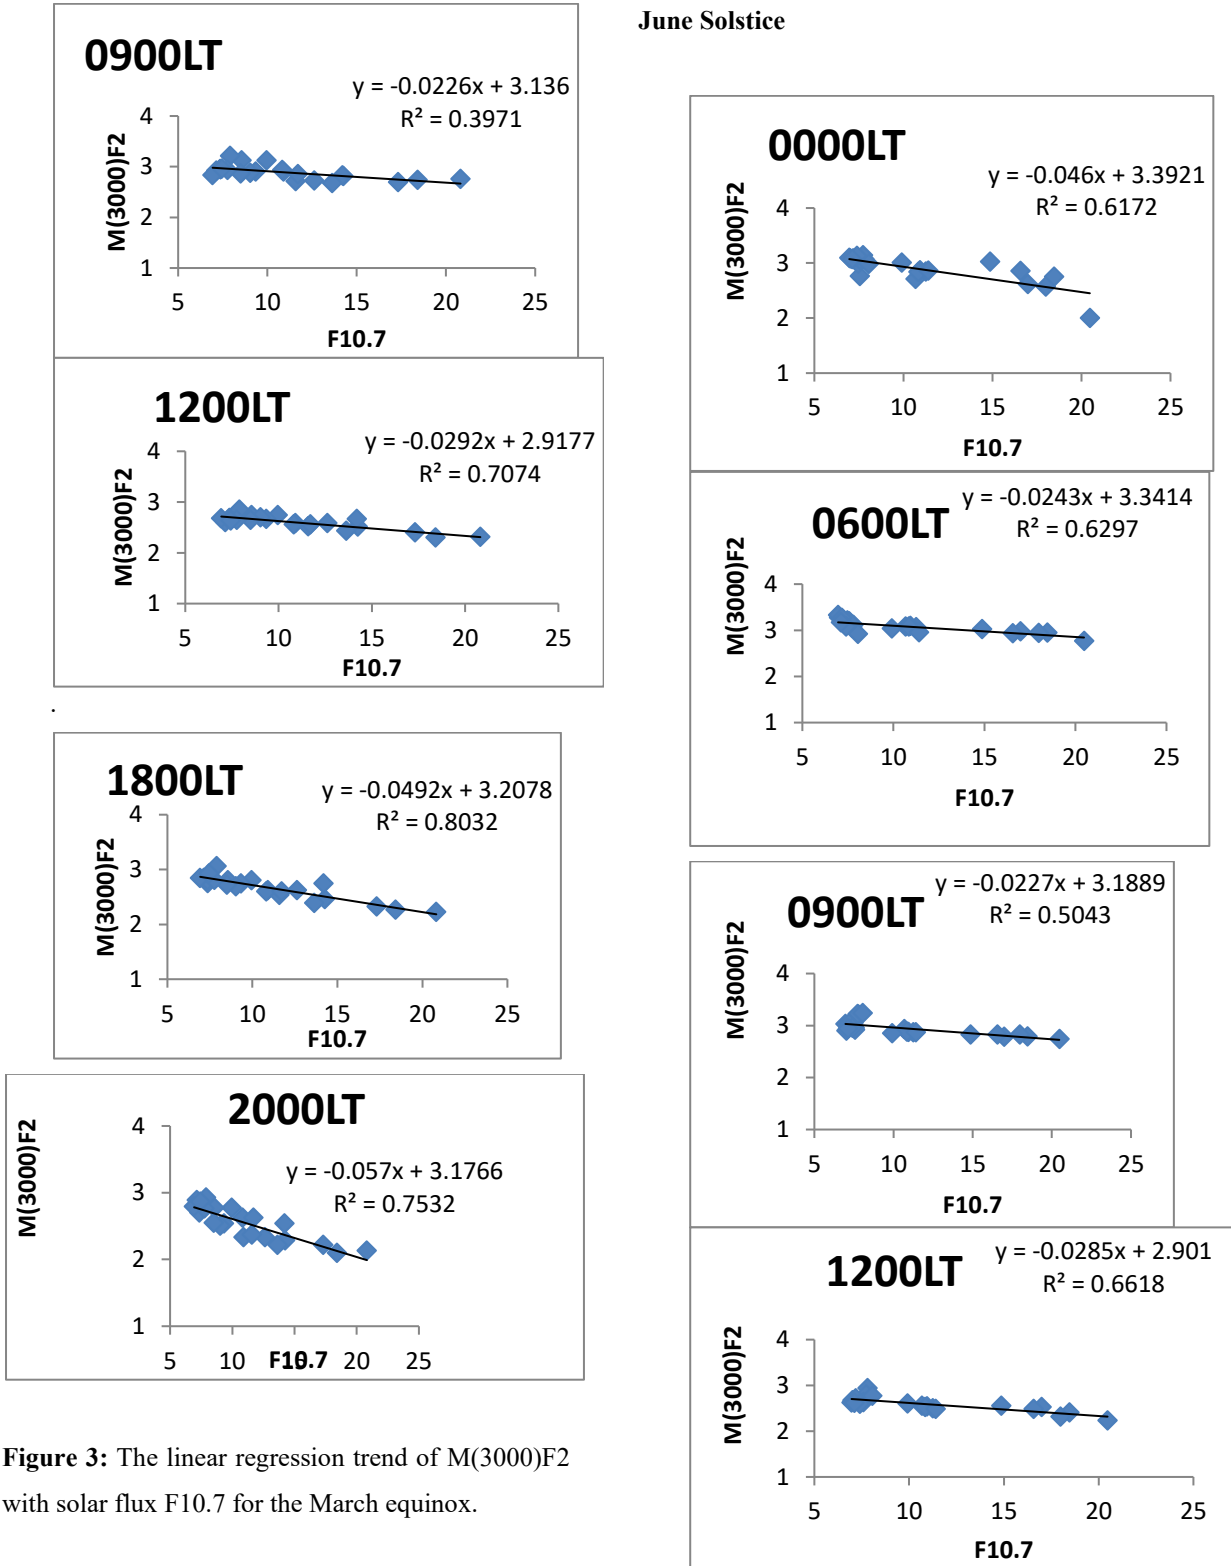 0900LT
y = -0.0226x + 3.136
R² = 0.3971
M(3000)F2
4
3
2
1
5 10 15 20 25
F10.7
1200LT
y = -0.0292x + 2.9177
R² = 0.7074
M(3000)F2
4
3
2
1
5 10 15 20 25
F10.7
.
1800LT
y = -0.0492x + 3.2078
R² = 0.8032
M(3000)F2
4
3
2
1
5 10 15 20 25
F10.7
2000LT
y = -0.057x + 3.1766
R² = 0.7532
M(3000)F2
4
3
2
1
5 10 15 20 25
F10.7
Figure 3: The linear regression trend of M(3000)F2
with solar flux F10.7 for the March equinox.
June Solstice
0000LT
y = -0.046x + 3.3921
R² = 0.6172
M(3000)F2
4
3
2
1
5 10 15 20 25
F10.7
0600LT
y = -0.0243x + 3.3414
R² = 0.6297
M(3000)F2
4
3
2
1
5 10 15 20 25
F10.7
0900LT
y = -0.0227x + 3.1889
R² = 0.5043
M(3000)F2
4
3
2
1
5 10 15 20 25
F10.7
1200LT
y = -0.0285x + 2.901
R² = 0.6618
M(3000)F2
4
3
2
1
5 10 15 20 25
F10.7